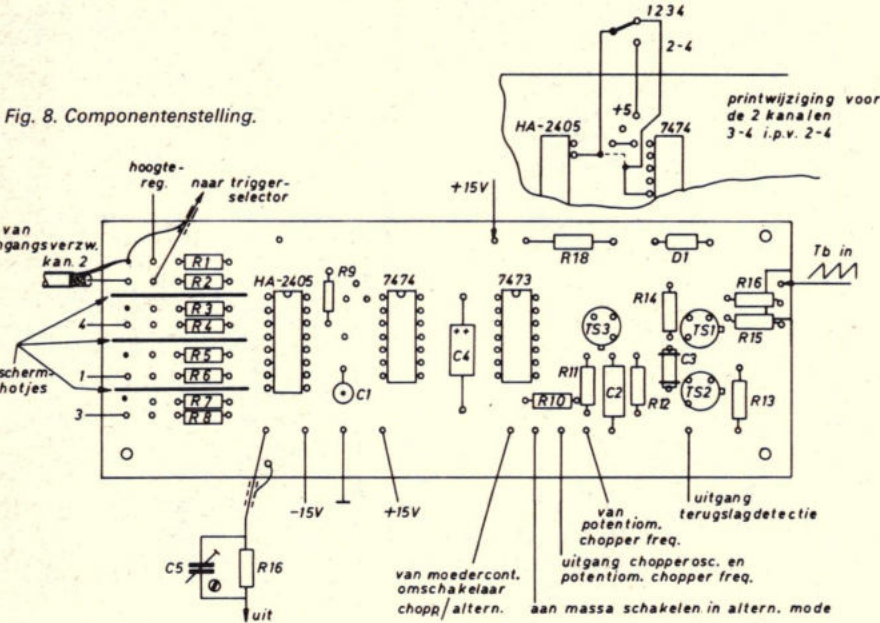 1234
2-4
Fig. 8. Componentenstelling.
+5
HA-2405
7474
printwijziging voor
de 2 kanalen
3-4 i.p.v. 2-4
hoogte-
reg.
naar trigger-
selector
+15V
van
ngangsverzw.
kan. 2
R1
R2
R3
R4
R5
R6
R7
R8
4
1
3
scherm-
hotjes
HA-2405
R9
C1
7474
C4
7473
R18
D1
Tb in
R16
R15
R14
TS3
TS1
C3
TS2
R11
C2
R12
R13
R10
-15V
+15V
van
potentiom.
chopper freq.
uitgang
terugslagdetectie
C5
R16
uit
van moedercont.
omschakelaar
chopp/altern.
uitgang chopperosc. en
potentiom. chopper freq.
aan massa schakelen in altern. mode